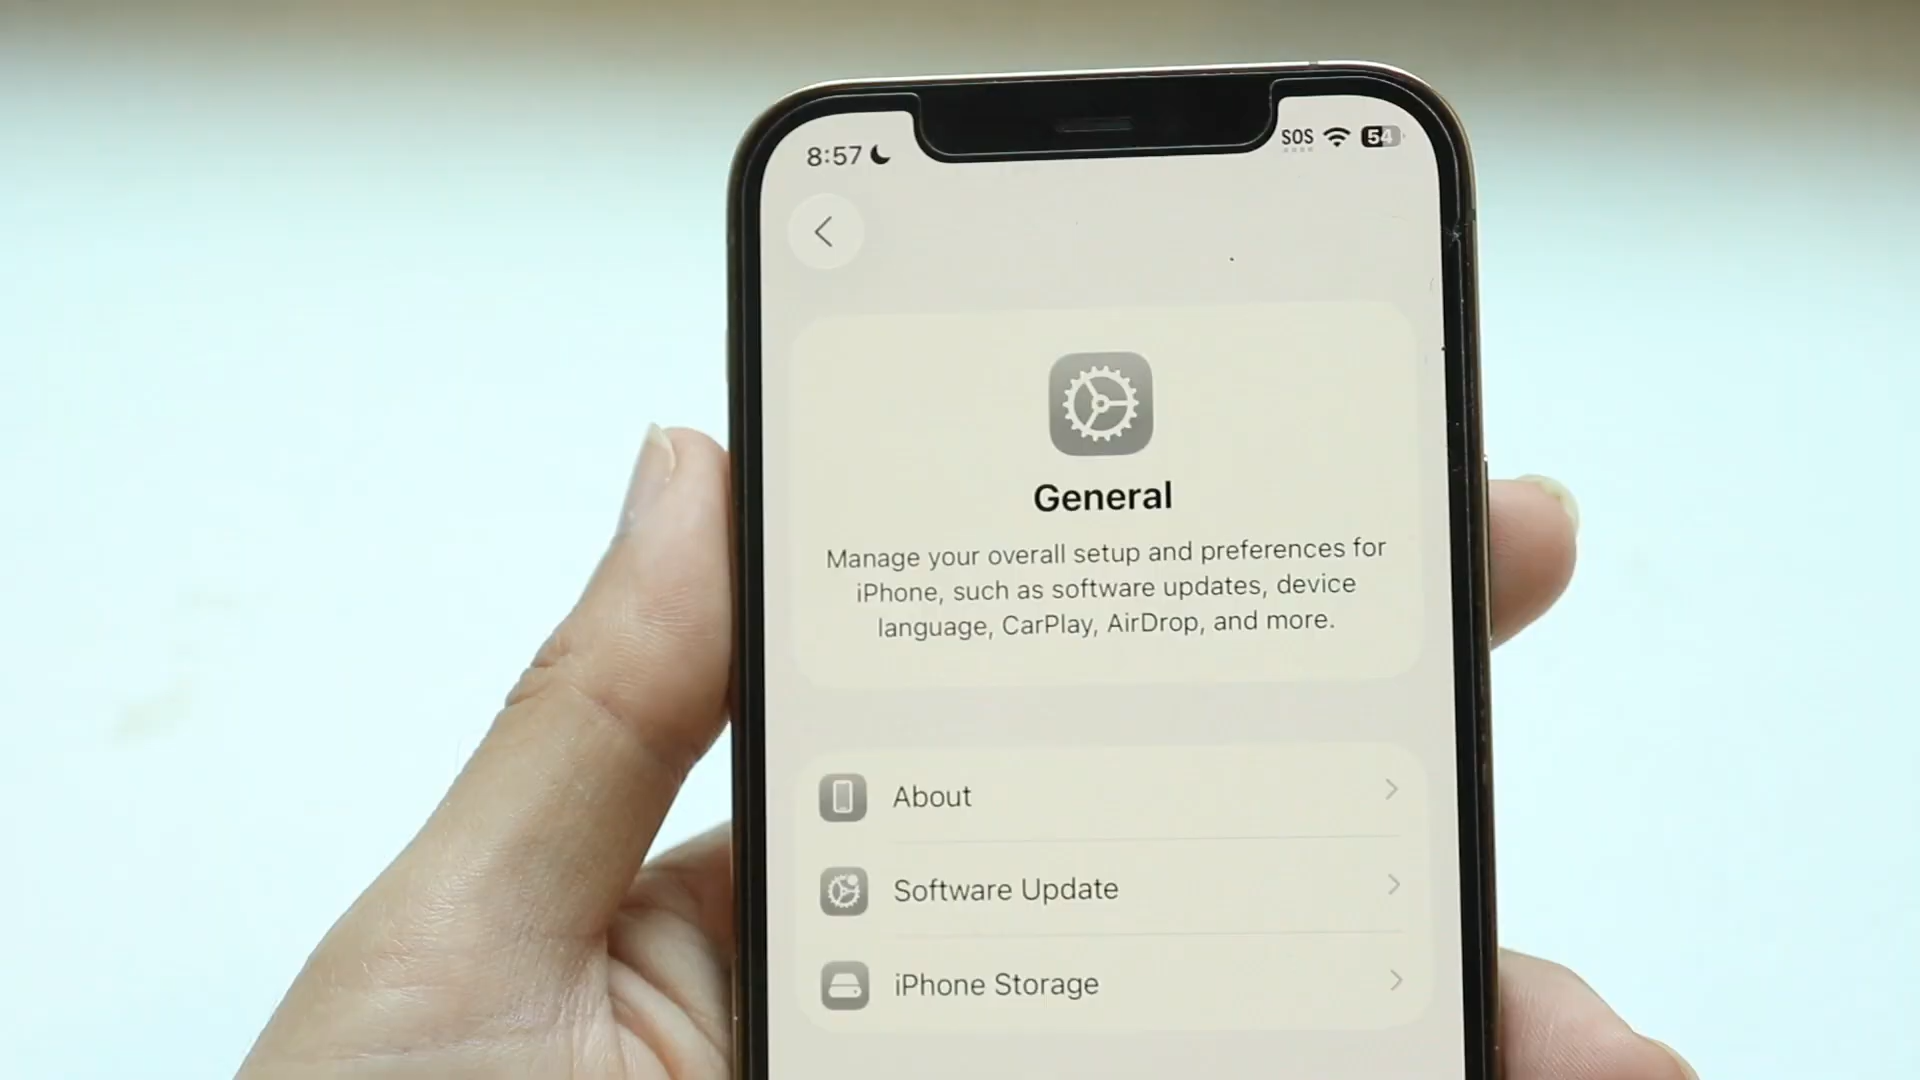 8:57
SOS
54
General
Manage your overall setup and preferences for
iPhone, such as software updates, device
language, CarPlay, AirDrop, and more.
About
Software Update
iPhone Storage